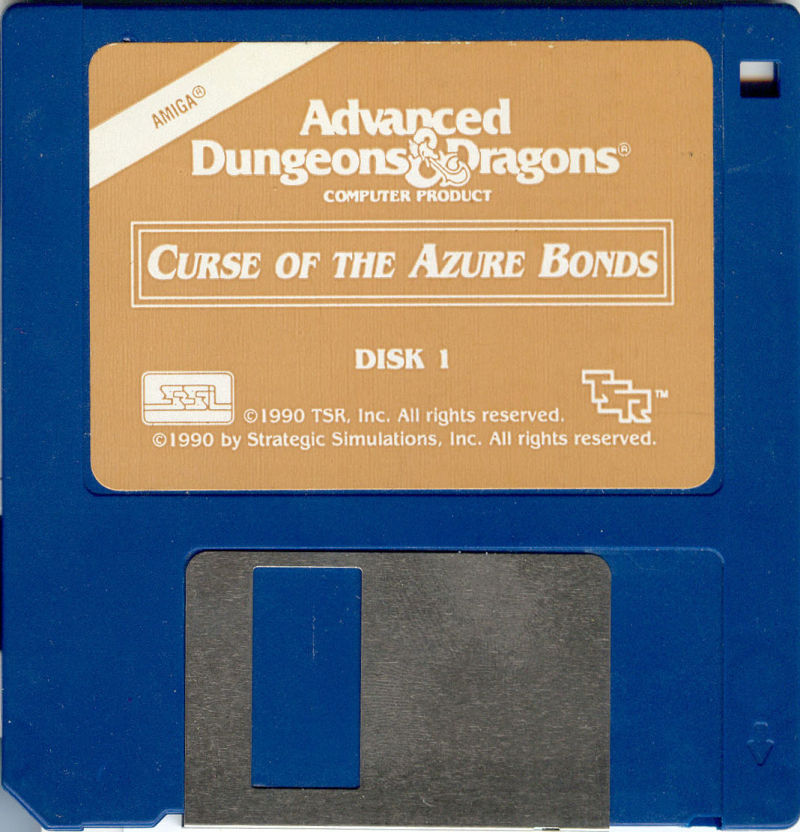 AMIGA®
Advanced
Dungeons & Dragons®
COMPUTER PRODUCT
CURSE OF THE AZURE BONDS
DISK 1
SSI
TSR™
©1990 TSR, Inc. All rights reserved.
©1990 by Strategic Simulations, Inc. All rights reserved.